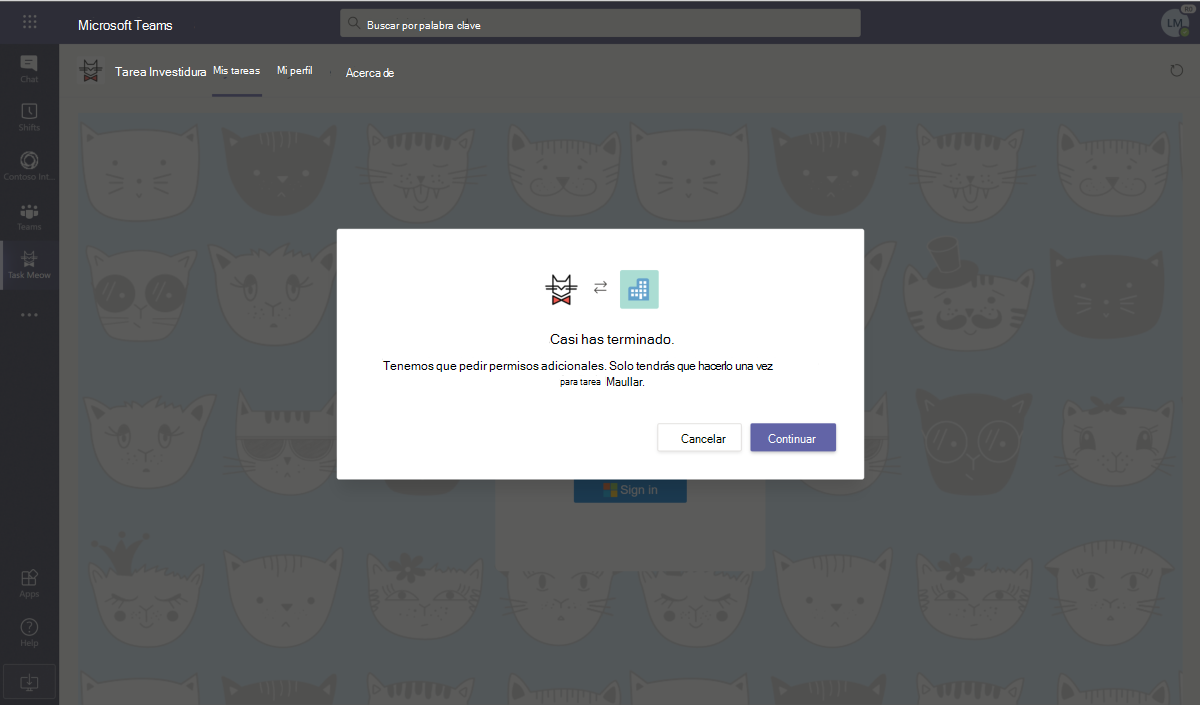 Microsoft Teams
Buscar por palabra clave
LM
Chat
Shifts
Contoso Int...
Teams
Task Meow
Apps
Help
Tarea Investidura
Mis tareas
Mi perfil
Acerca de
Casi has terminado.
Tenemos que pedir permisos adicionales. Solo tendrás que hacerlo una vez
para tarea Maullar.
Cancelar
Continuar
Sign in